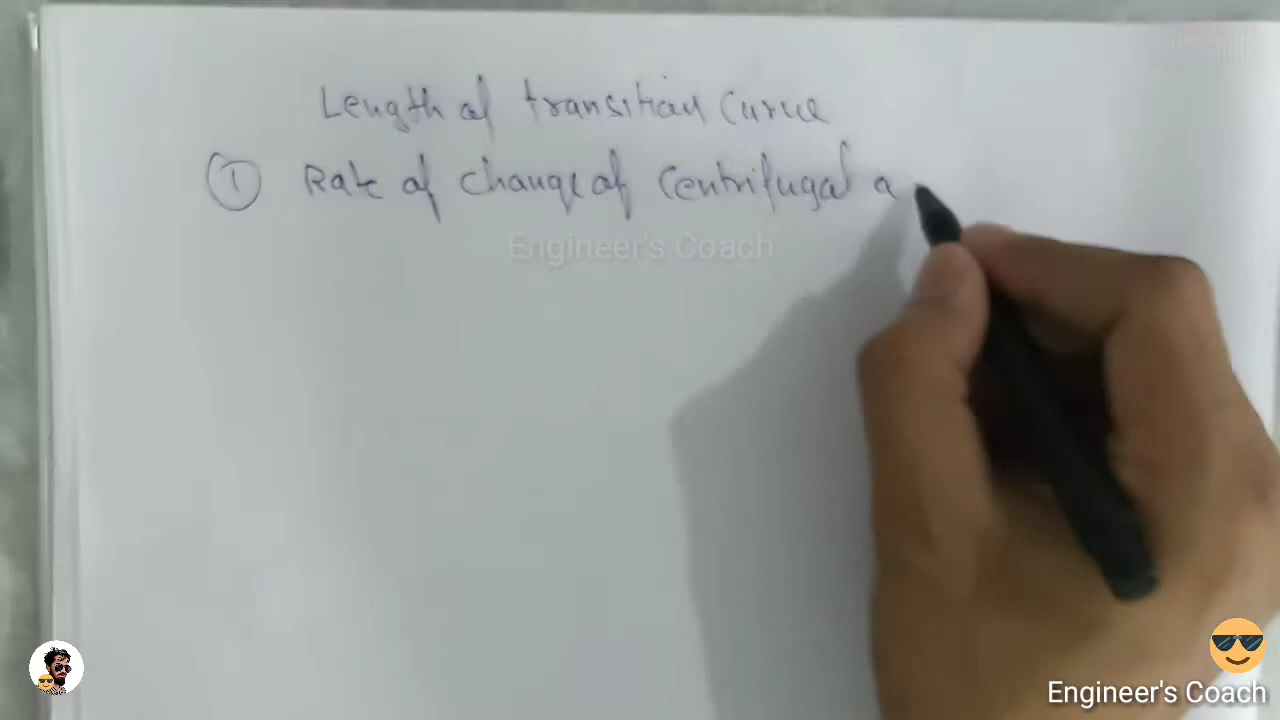 Length of transition Curve
① Rate of change of Centrifugal a
Engineer's Coach
Engineer's Coach